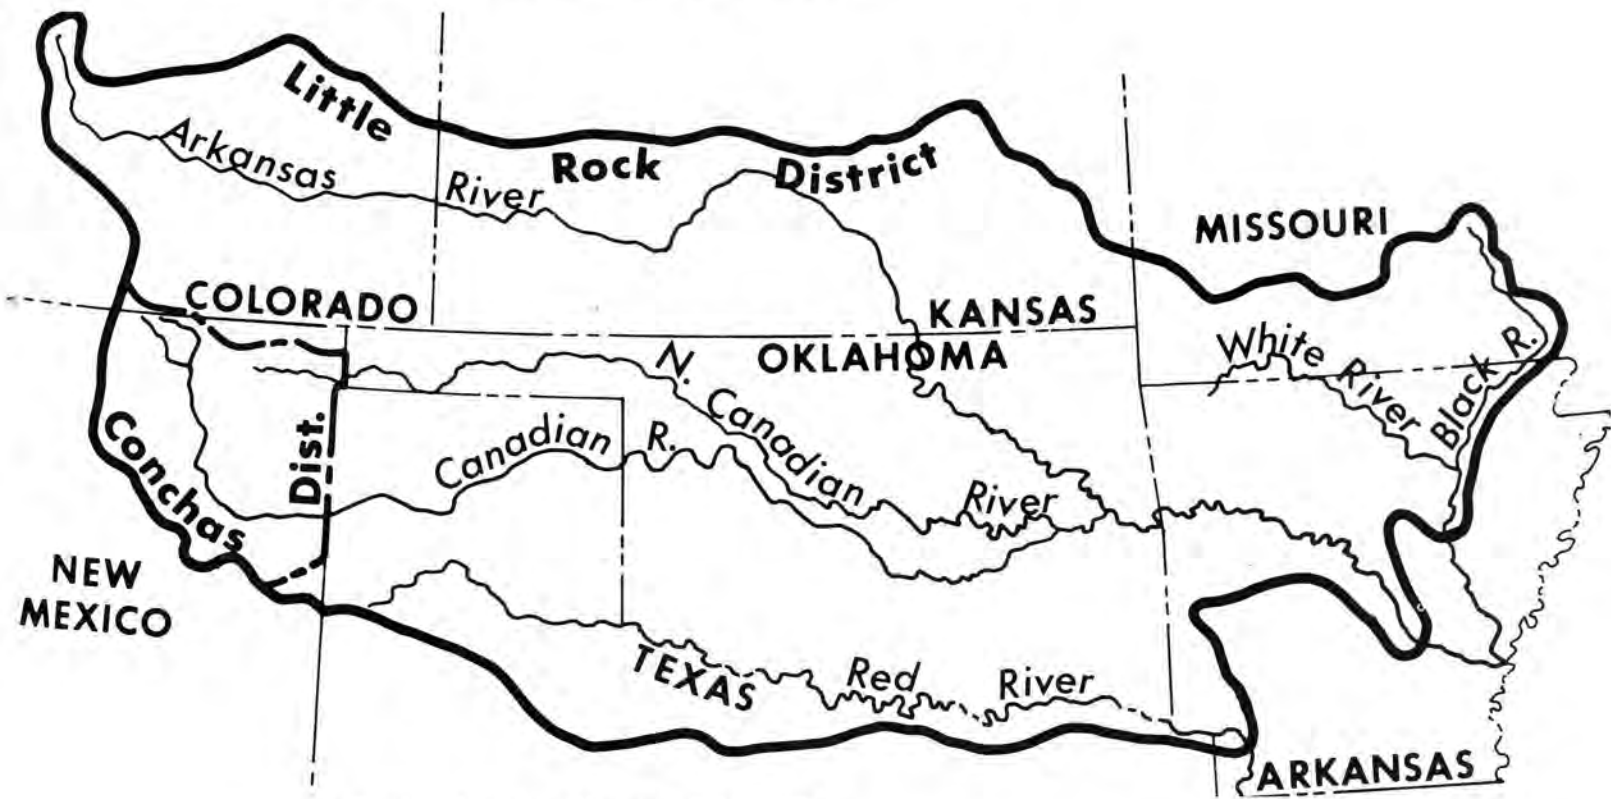 Little Rock District
Arkansas River
MISSOURI
COLORADO
KANSAS
OKLAHOMA
White River
Black R.
N. Canadian River
Canadian R.
Conchas Dist.
NEW
MEXICO
TEXAS
Red River
ARKANSAS